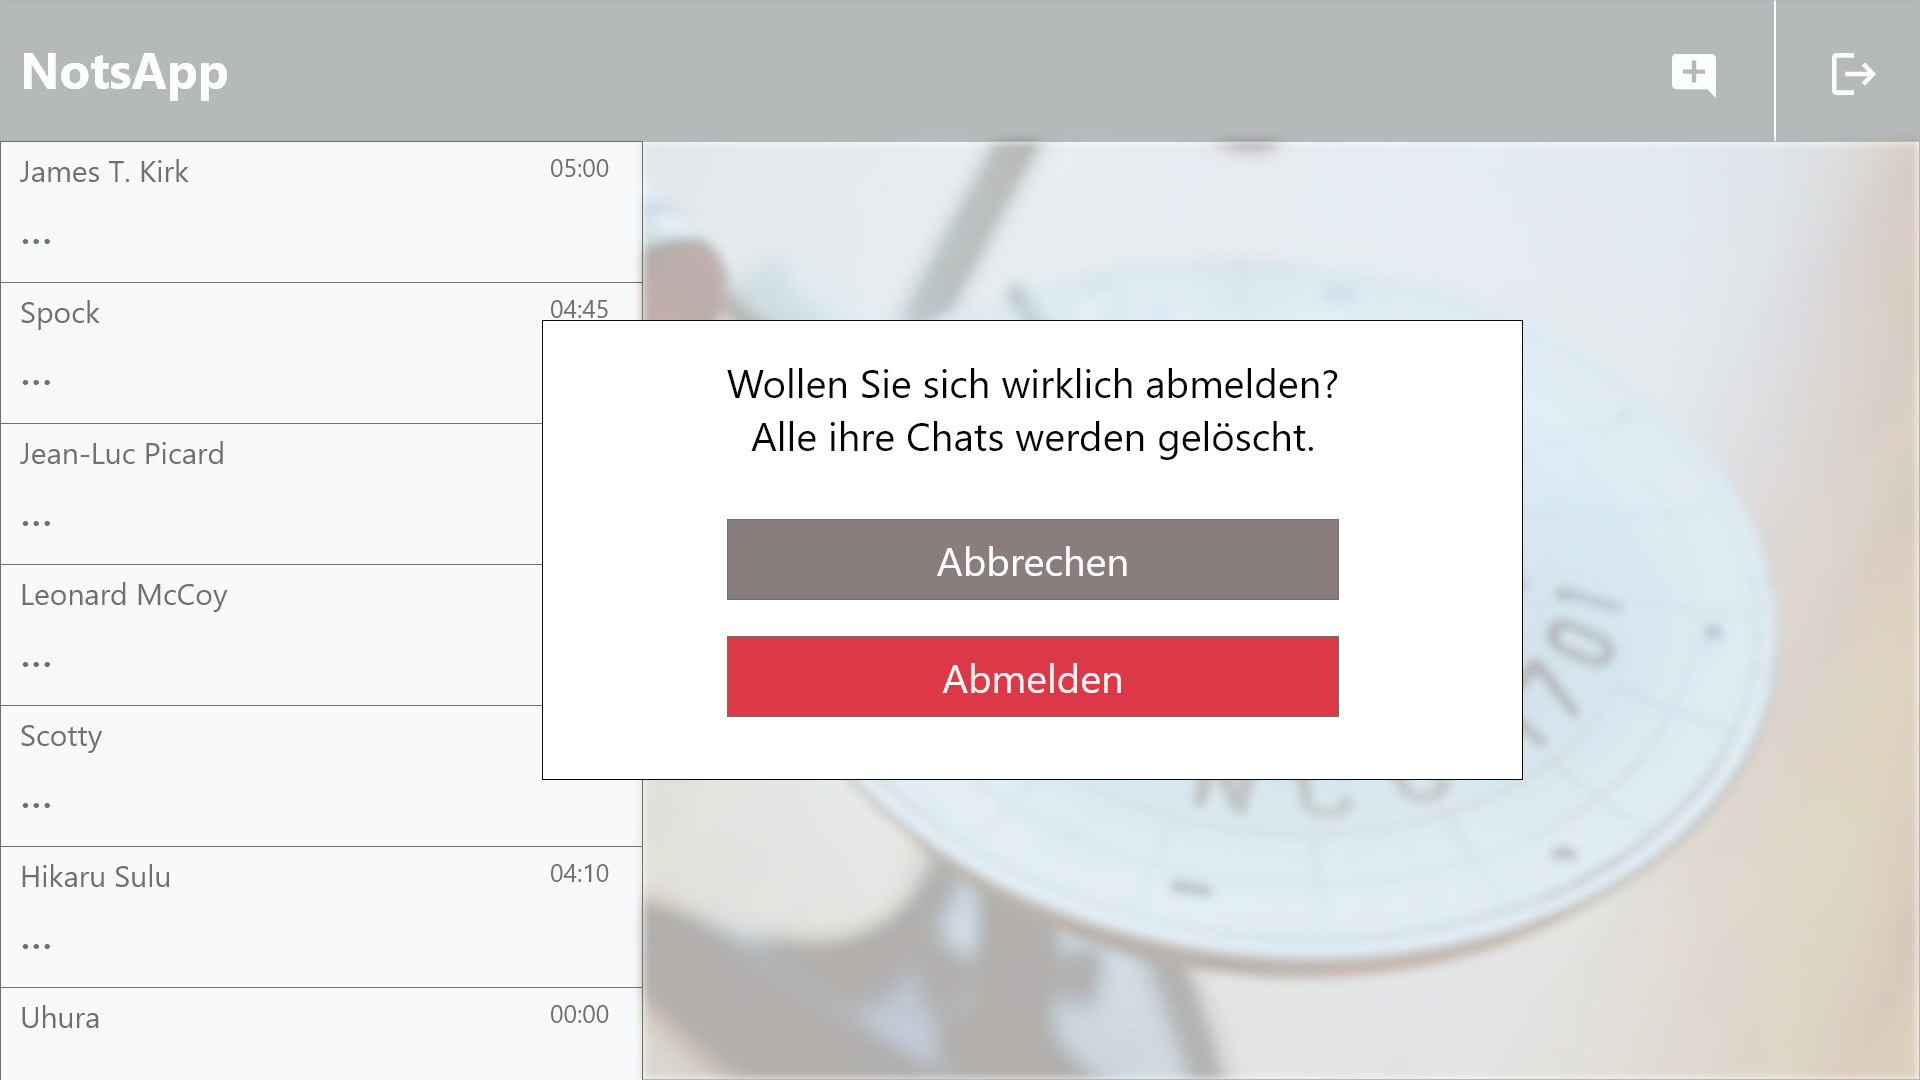 NotsApp
James T. Kirk 05:00
...
Spock 04:45
...
Jean-Luc Picard
...
Leonard McCoy
...
Scotty
...
Hikaru Sulu 04:10
...
Uhura 00:00
Wollen Sie sich wirklich abmelden?
Alle ihre Chats werden gelöscht.
Abbrechen
Abmelden